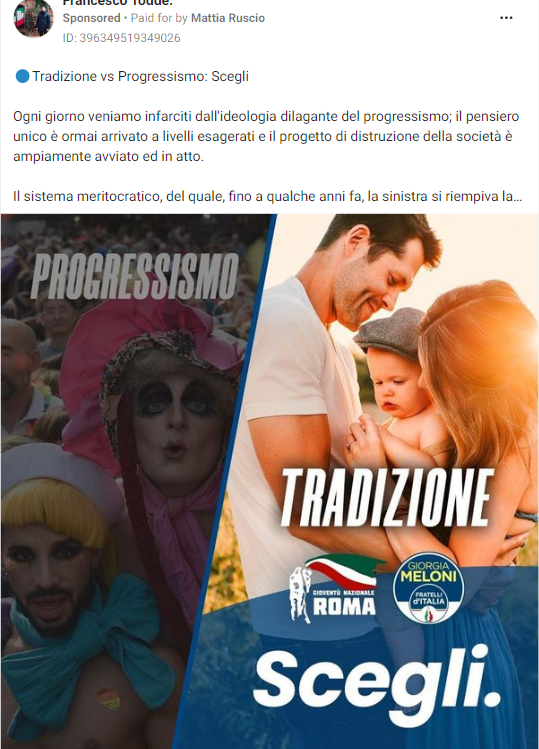 Francesco Todde.
Sponsored • Paid for by Mattia Ruscio
ID: 396349519349026
Tradizione vs Progressismo: Scegli
Ogni giorno veniamo infarciti dall'ideologia dilagante del progressismo; il pensiero
unico è ormai arrivato a livelli esagerati e il progetto di distruzione della società è
ampiamente avviato ed in atto.
Il sistema meritocratico, del quale, fino a qualche anni fa, la sinistra si riempiva la...
PROGRESSISMO
TRADIZIONE
GIOVENTÙ NAZIONALE
ROMA
GIORGIA
MELONI
FRATELLI
d'ITALIA
Scegli.